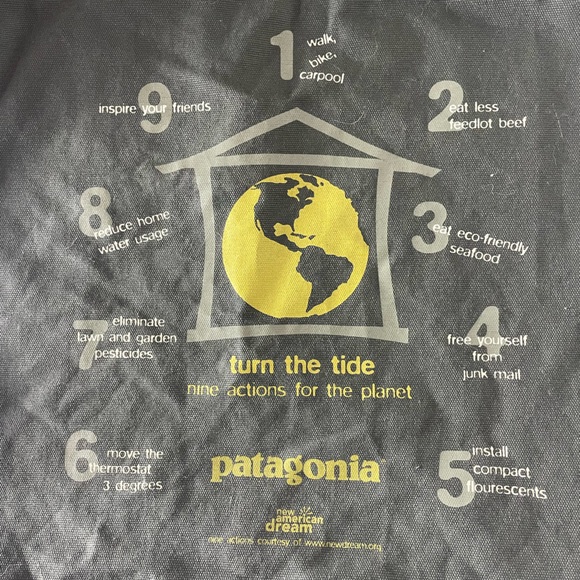 1
walk,
bike,
carpool
2
eat less
feedlot beef
3
eat eco-friendly
seafood
4
free yourself
from
junk mail
5
install
compact
flourescents
6
move the
thermostat
3 degrees
7
eliminate
lawn and garden
pesticides
8
reduce home
water usage
9
inspire your friends
turn the tide
nine actions for the planet
patagonia
new
american
dream
nine actions courtesy of www.newdream.org